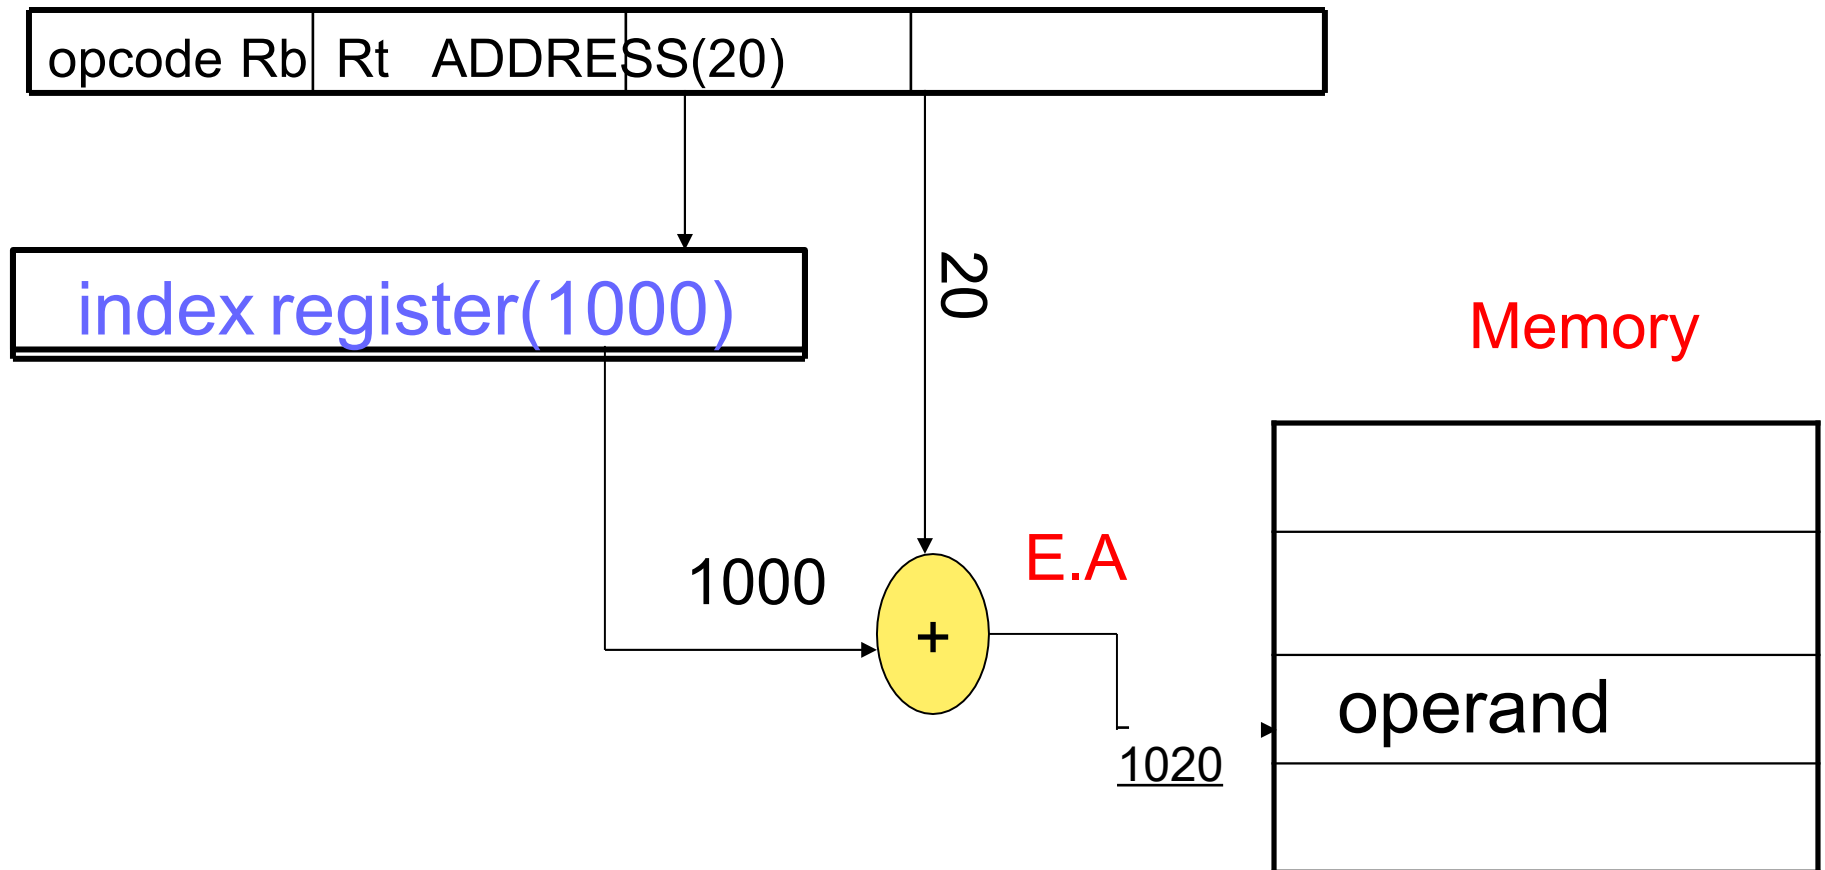 opcode Rb Rt ADDRESS(20)
index register(1000)
20
Memory
E.A
1000
+
operand
1020